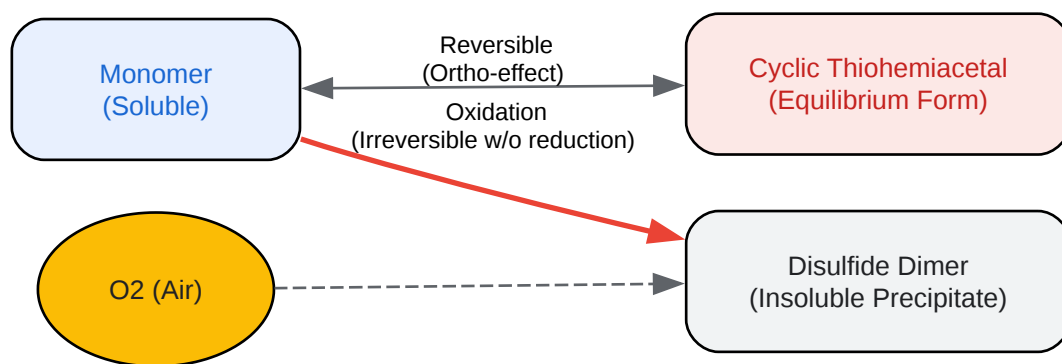 Monomer
(Soluble)
Reversible
(Ortho-effect)
Cyclic Thiohemiacetal
(Equilibrium Form)
Oxidation
(Irreversible w/o reduction)
O2 (Air)
Disulfide Dimer
(Insoluble Precipitate)